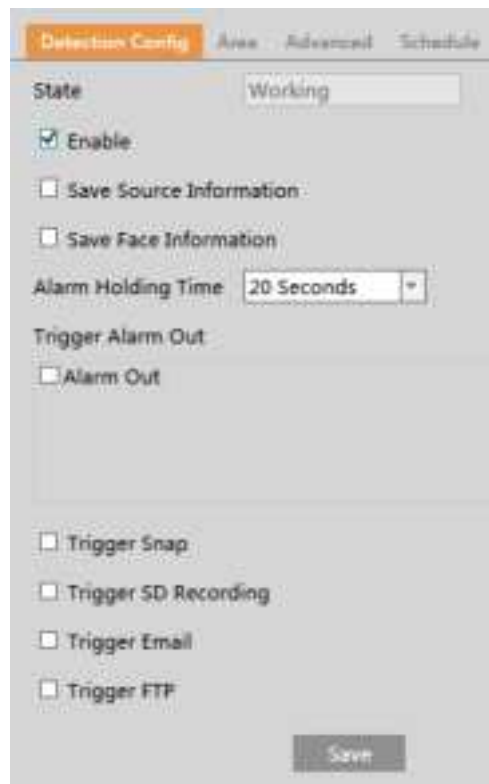 Detection Config Area Advanced Schedule
State Working
Enable
Save Source Information
Save Face Information
Alarm Holding Time 20 Seconds
Trigger Alarm Out
Alarm Out
Trigger Snap
Trigger SD Recording
Trigger Email
Trigger FTP
Save